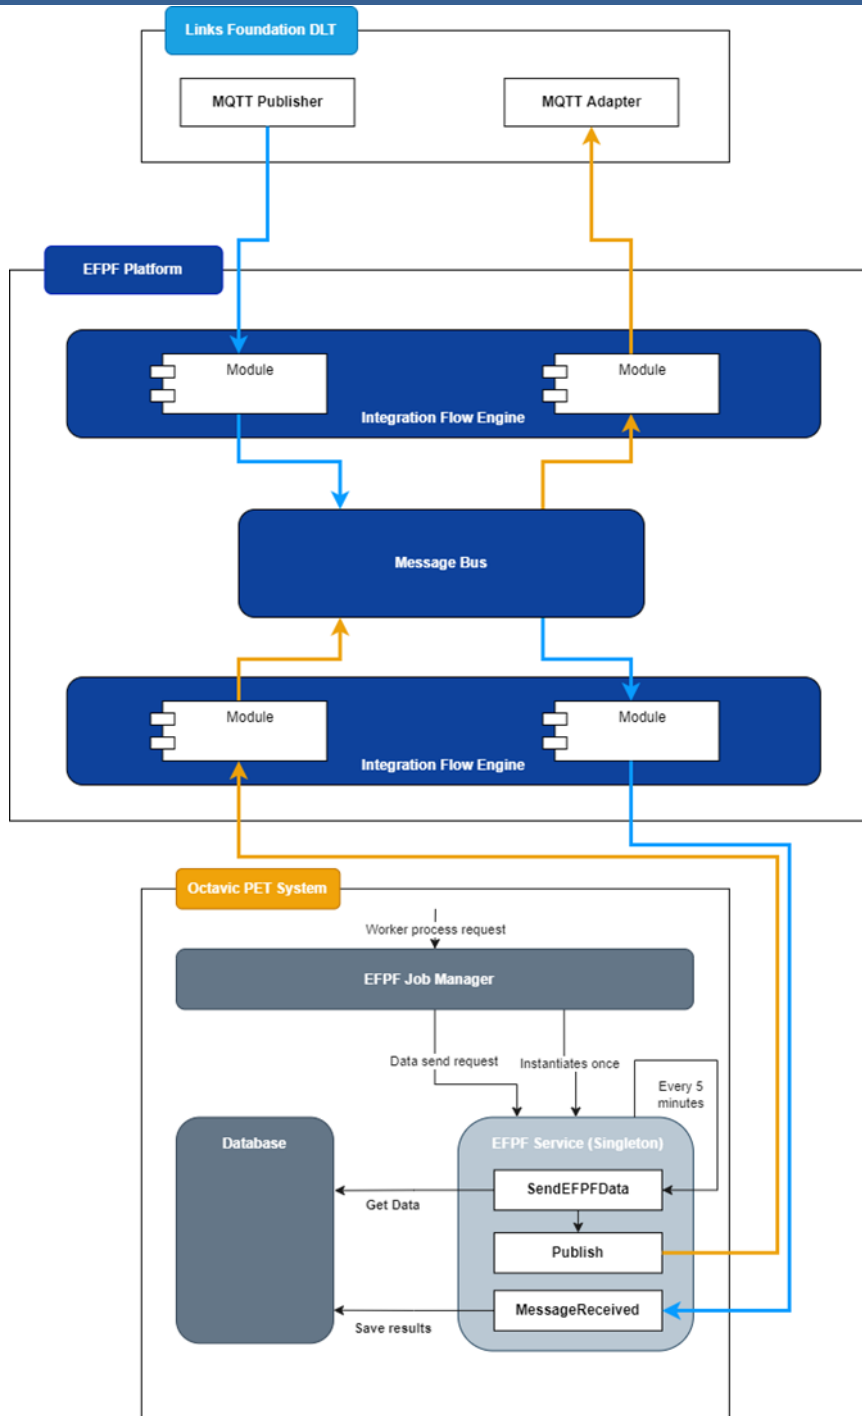 Links Foundation DLT
MQTT Publisher
MQTT Adapter
EFPF Platform
Module
Module
Integration Flow Engine
Message Bus
Module
Module
Integration Flow Engine
Octavic PET System
Worker process request
EFPF Job Manager
Data send request
Instantiates once
Every 5
minutes
Database
EFPF Service (Singleton)
SendEFPFData
Get Data
Publish
MessageReceived
Save results